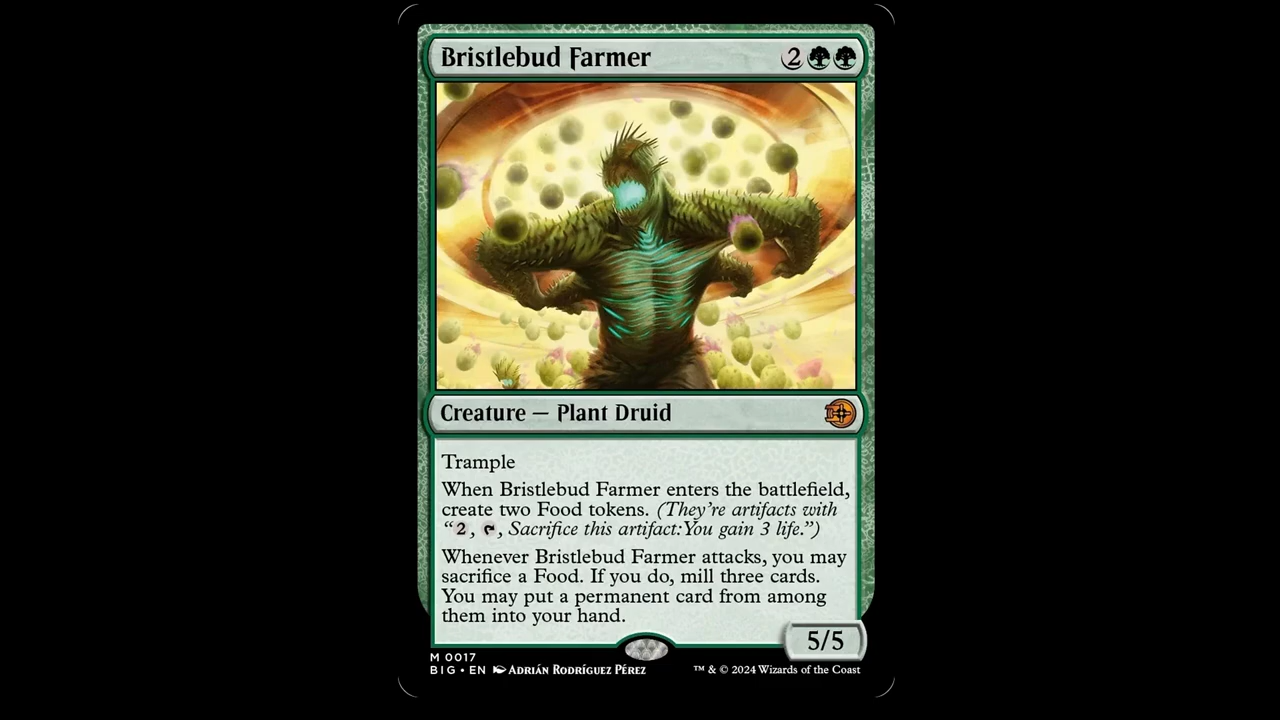 Bristlebud Farmer 2
Creature — Plant Druid
Trample
When Bristlebud Farmer enters the battlefield,
create two Food tokens. (They're artifacts with
“2, , Sacrifice this artifact:You gain 3 life.”)
Whenever Bristlebud Farmer attacks, you may
sacrifice a Food. If you do, mill three cards.
You may put a permanent card from among
them into your hand.
5/5
M 0017
BIG • EN ADRIÁN RODRÍGUEZ PÉREZ ™ & © 2024 Wizards of the Coast